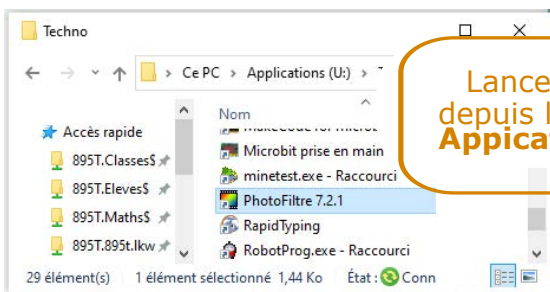 Techno
Ce PC > Applications (U:) >
Nom
Accès rapide
895T.Classes$
895T.Eleves$
895T.Maths$
895T.895t.lkw
Microbit prise en main
minetest.exe - Raccourci
PhotoFiltre 7.2.1
RapidTyping
RobotProg.exe - Raccourci
29 élément(s)
1 élément sélectionné 1,44 Ko
État : Conn
Lance
depuis l
Appica